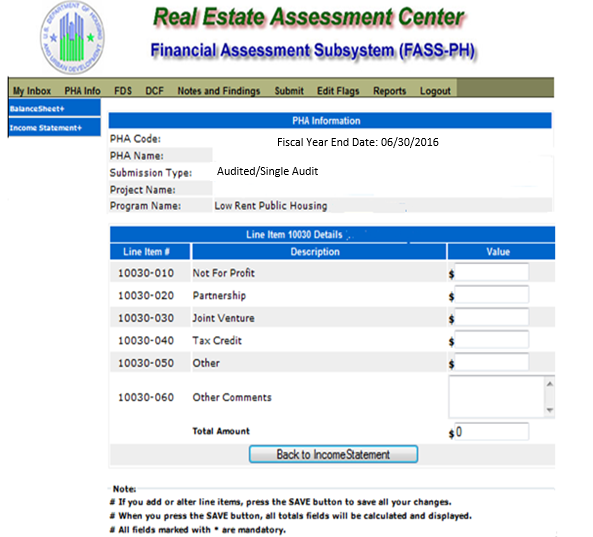 Real Estate Assessment Center
U.S. DEPARTMENT OF HOUSING
AND URBAN DEVELOPMENT
Financial Assessment Subsystem (FASS-PH)
My Inbox PHA Info FDS DCF Notes and Findings Submit Edit Flags Reports Logout
BalanceSheet+
Income Statement+
PHA Information
PHA Code: Fiscal Year End Date: 06/30/2016
PHA Name:
Submission Type: Audited/Single Audit
Project Name:
Program Name: Low Rent Public Housing
Line Item 10030 Details
Line Item # Description Value
10030-010 Not For Profit $
10030-020 Partnership $
10030-030 Joint Venture $
10030-040 Tax Credit $
10030-050 Other $
10030-060 Other Comments
Total Amount $0
Back to IncomeStatement
Note:
# If you add or alter line items, press the SAVE button to save all your changes.
# When you press the SAVE button, all totals fields will be calculated and displayed.
# All fields marked with * are mandatory.